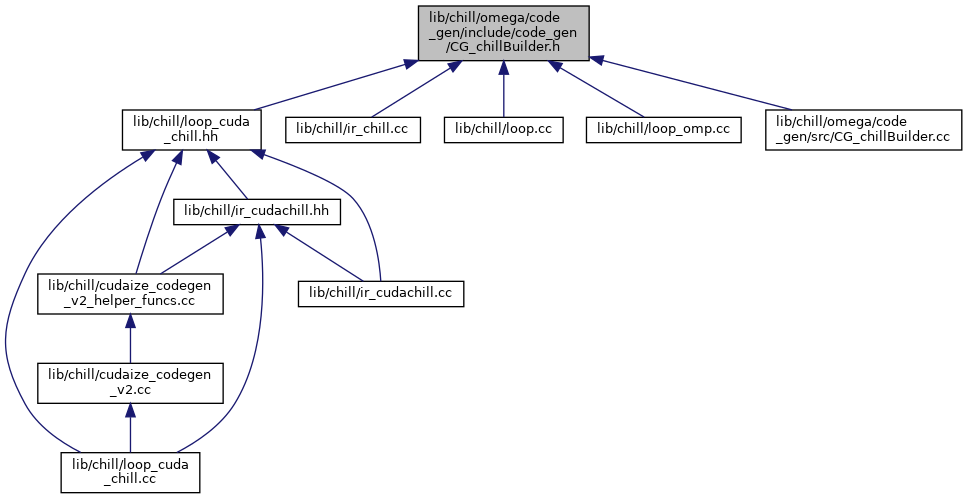 lib/chill/omega/code
_gen/include/code_gen
/CG_chillBuilder.h
lib/chill/loop_cuda
_chill.hh
lib/chill/ir_chill.cc
lib/chill/loop.cc
lib/chill/loop_omp.cc
lib/chill/omega/code
_gen/src/CG_chillBuilder.cc
lib/chill/ir_cudachill.hh
lib/chill/cudaize_codegen
_v2_helper_funcs.cc
lib/chill/ir_cudachill.cc
lib/chill/cudaize_codegen
_v2.cc
lib/chill/loop_cuda
_chill.cc